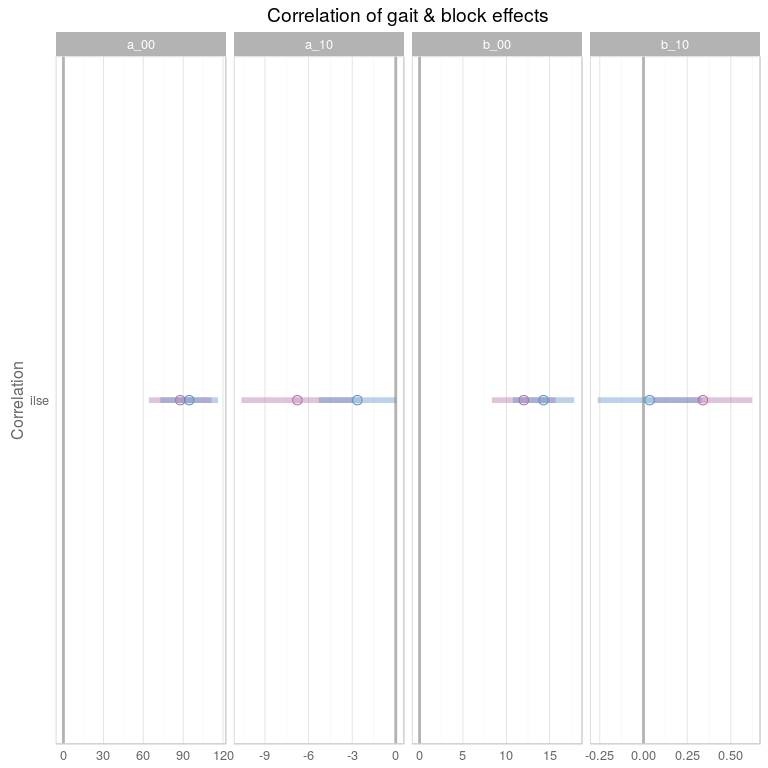 Correlation of gait & block effects
a_00 a_10 b_00 b_10
Correlation
ilse
0 30 60 90 120 -9 -6 -3 0 0 5 10 15 -0.25 0.00 0.25 0.50